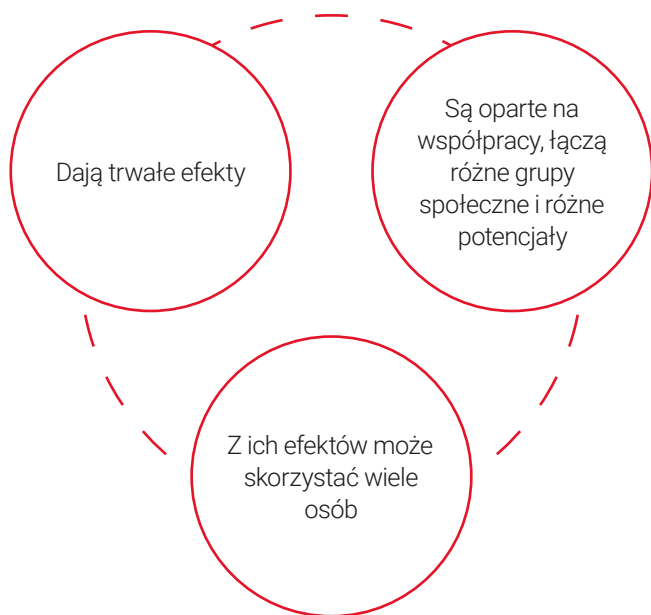 Dają trwałe efekty
Są oparte na
współpracy, łączą
różne grupy
społeczne i różne
potencjały
Z ich efektów może
skorzystać wiele
osób